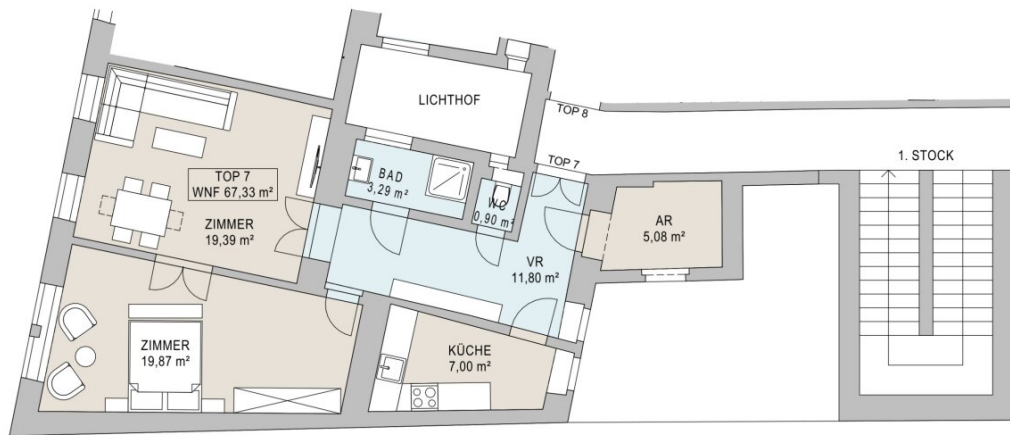 LICHTHOF
TOP 8
TOP 7
1. STOCK
TOP 7
WNF 67,33 m²
ZIMMER
19,39 m²
BAD
3,29 m²
WC
0,90 m²
AR
5,08 m²
VR
11,80 m²
ZIMMER
19,87 m²
KÜCHE
7,00 m²